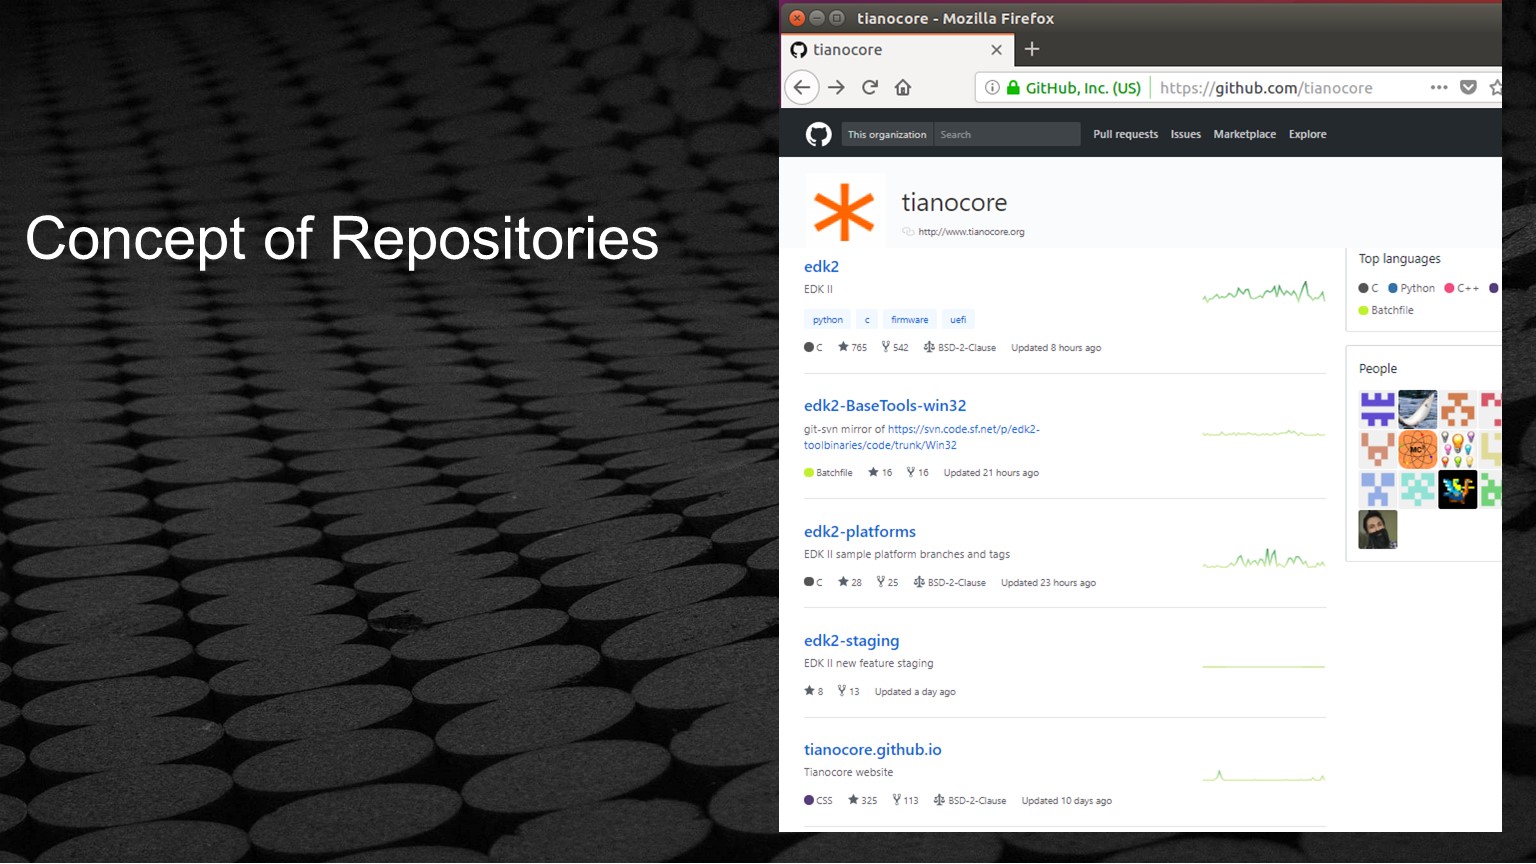 Concept of Repositories
tianocore - Mozilla Firefox
tianocore
GitHub, Inc. (US)
https://github.com/tianocore
This organization
Search
Pull requests Issues Marketplace Explore
tianocore
http://www.tianocore.org
edk2
EDK II
python c firmware uefi
C 765 542 BSD-2-Clause Updated 8 hours ago
edk2-BaseTools-win32
git-svn mirror of https://svn.code.sf.net/p/edk2-
toolbinaries/code/trunk/Win32
Batchfile 16 16 Updated 21 hours ago
edk2-platforms
EDK II sample platform branches and tags
C 28 25 BSD-2-Clause Updated 23 hours ago
edk2-staging
EDK II new feature staging
8 13 Updated a day ago
tianocore.github.io
Tianocore website
CSS 325 113 BSD-2-Clause Updated 10 days ago
Top languages
C Python C++
Batchfile
People
MC²